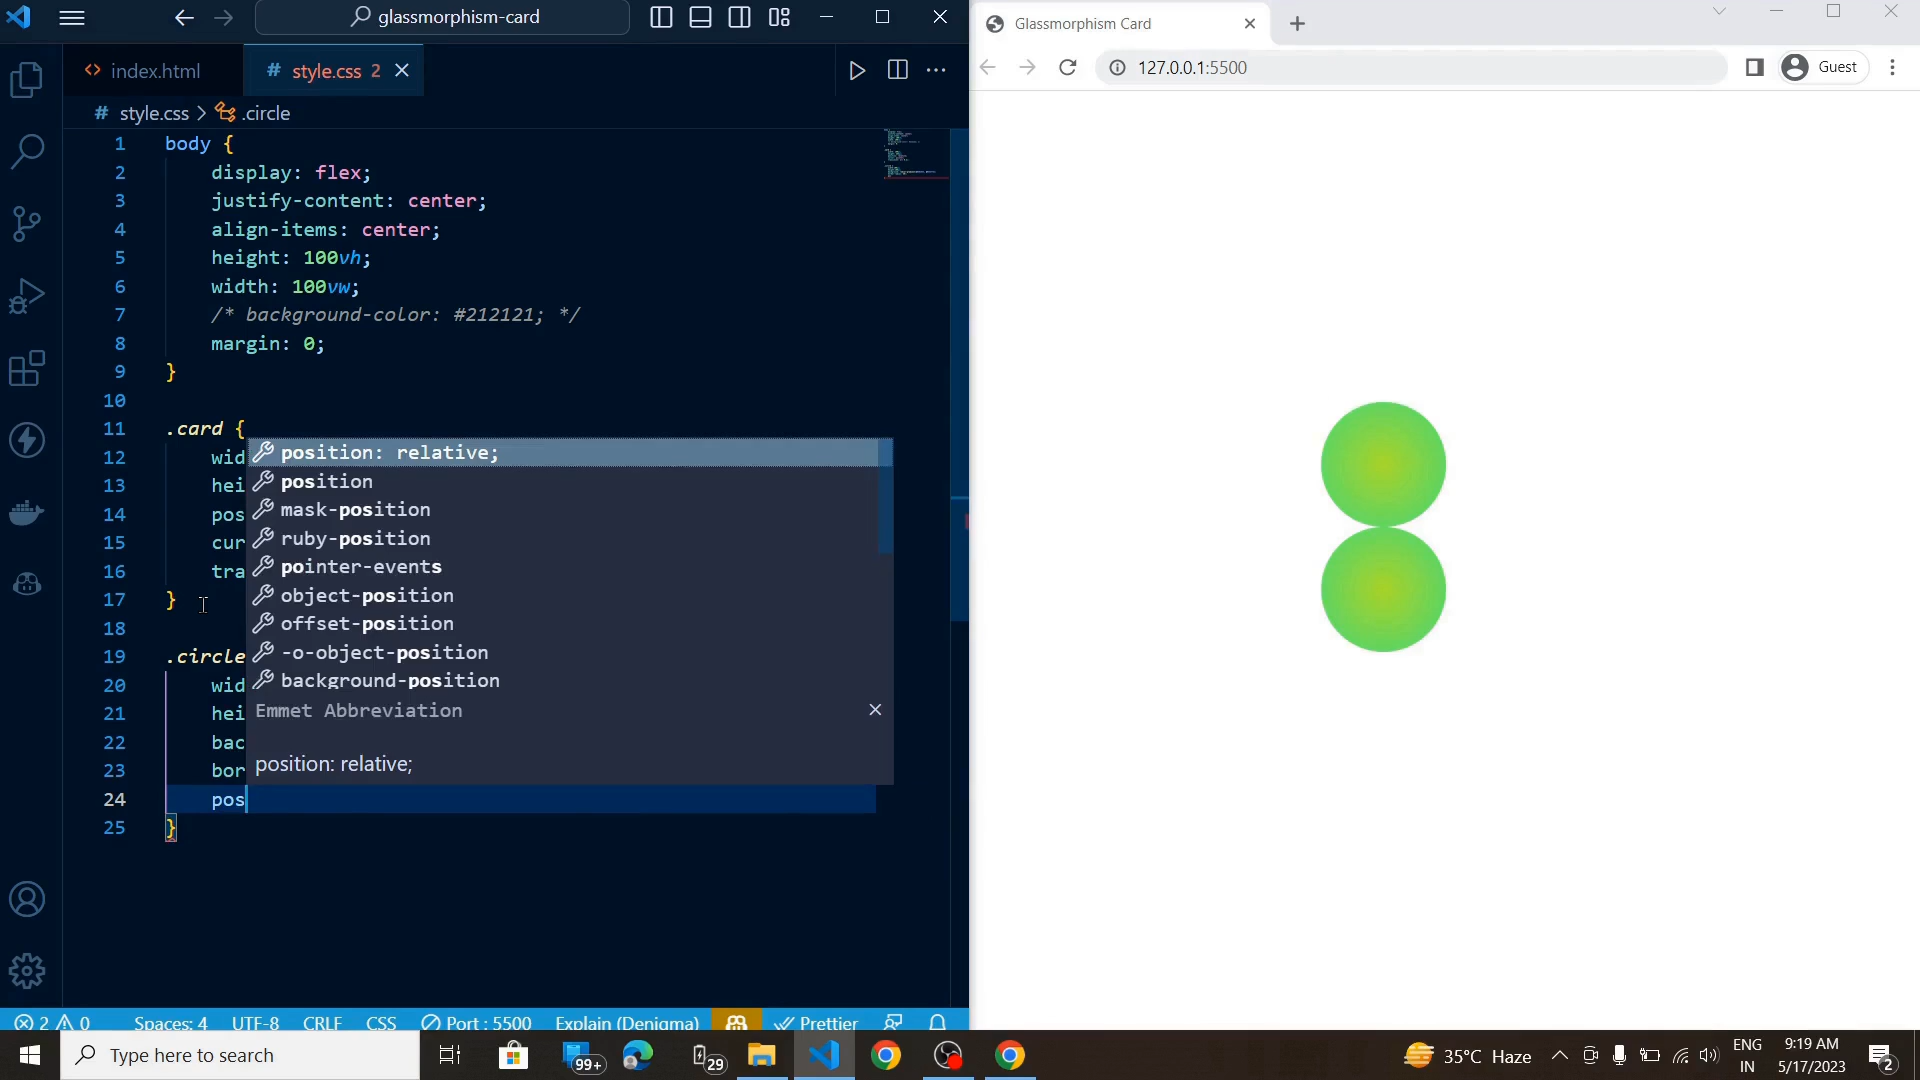 glassmorphism-card
Glassmorphism Card
index.html
style.css 2
127.0.0.1:5500
Guest
style.css > .circle
1 body {
2 display: flex;
3 justify-content: center;
4 align-items: center;
5 height: 100vh;
6 width: 100vw;
7 /* background-color: #212121; */
8 margin: 0;
9 }
10
11 .card {
12 wid
13 hei
14 pos
15 cur
16 tra
17 }
18
19 .circle
20 wid
21 hei
22 bac
23 bor
24 pos
25 }
position: relative;
position
mask-position
ruby-position
pointer-events
object-position
offset-position
-o-object-position
background-position
Emmet Abbreviation
position: relative;
2 0 Spaces: 4 UTF-8 CRLF CSS Port : 5500 Explain (Denigma) Prettier
Type here to search
99+
29
35°C Haze
ENG
IN
9:19 AM
5/17/2023
2